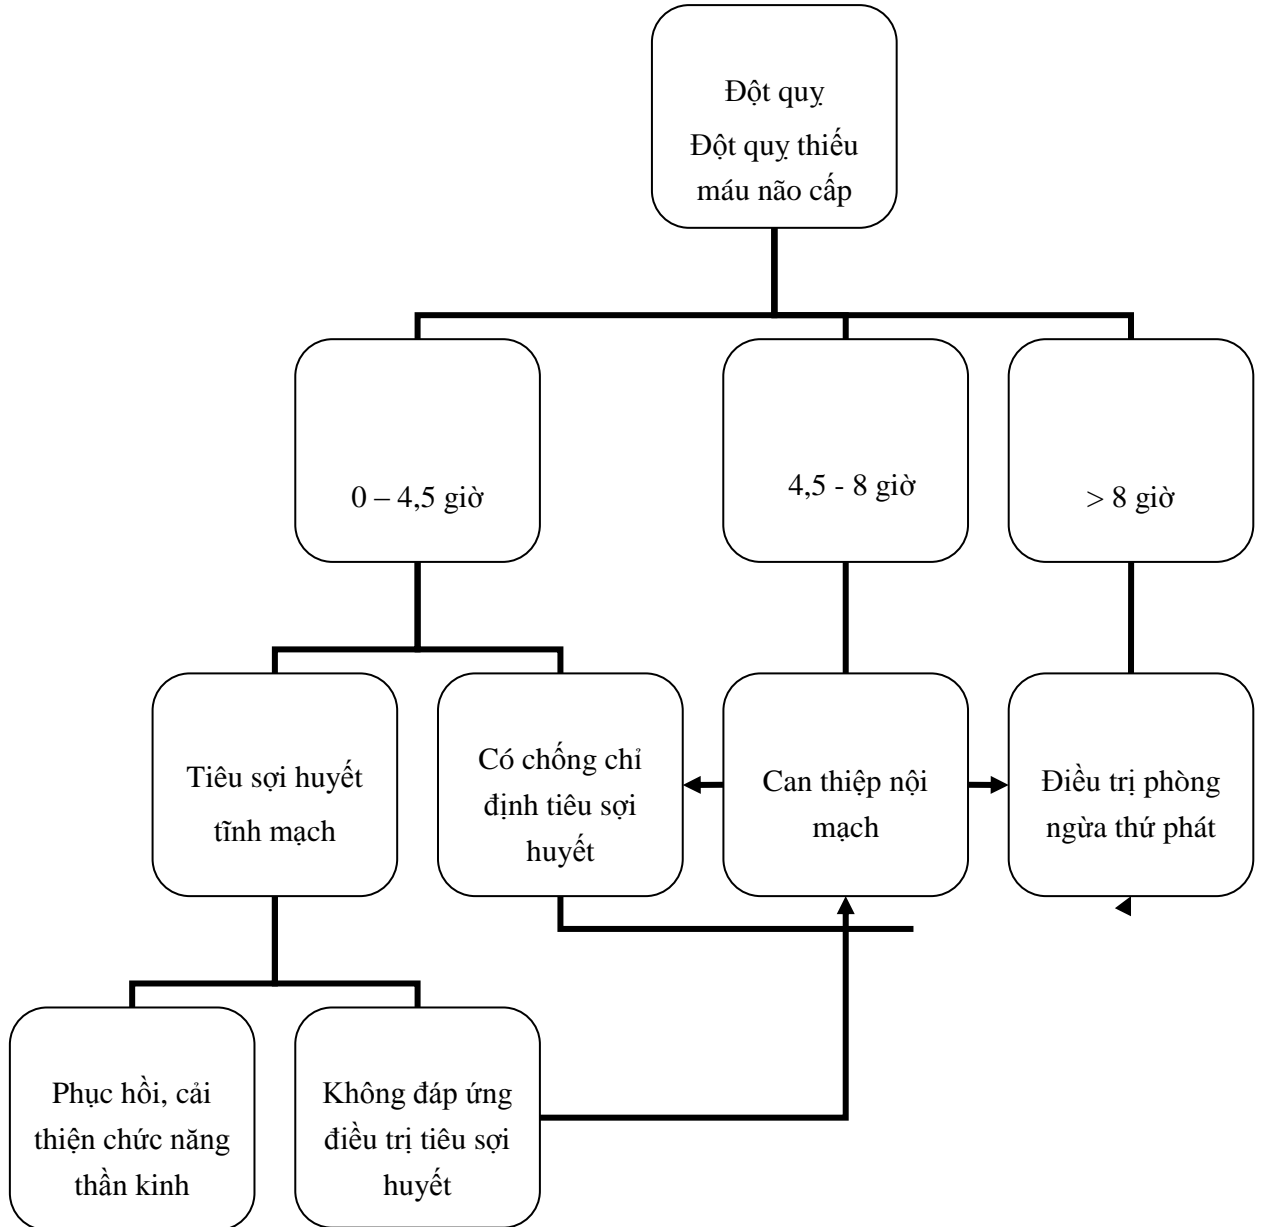 Đột quỵ
Đột quỵ thiếu
máu não cấp
0 – 4,5 giờ
4,5 - 8 giờ
> 8 giờ
Tiêu sợi huyết
tĩnh mạch
Có chống chỉ
định tiêu sợi
huyết
Can thiệp nội
mạch
Điều trị phòng
ngừa thứ phát
Phục hồi, cải
thiện chức năng
thần kinh
Không đáp ứng
điều trị tiêu sợi
huyết